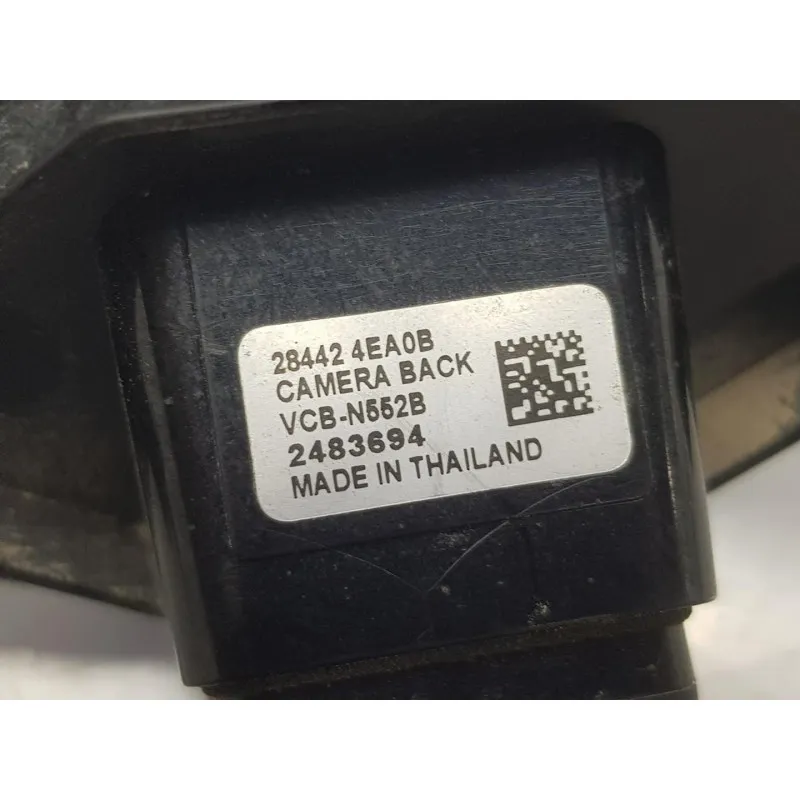 28442 4EA0B
CAMERA BACK
VCB-N552B
2483694
MADE IN THAILAND